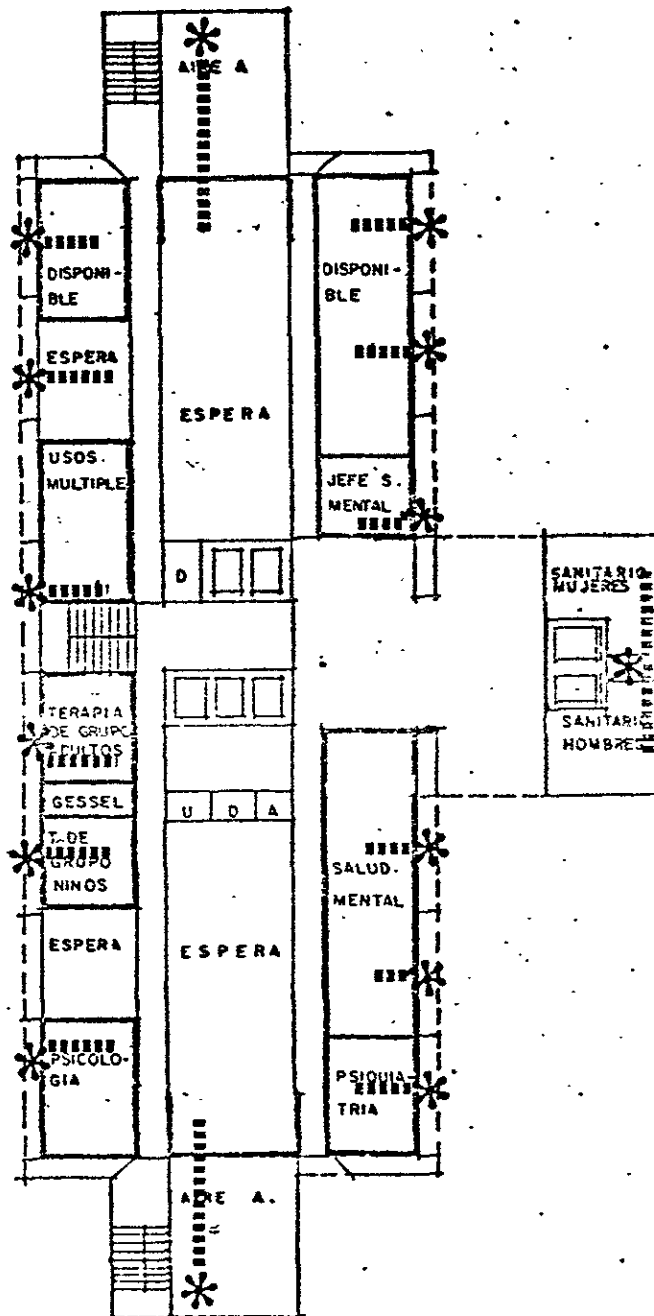 AIRE A
DISPONI-
BLE
DISPONI-
BLE
ESPERA
ESPERA
USOS.
MULTIPLE
JEFE S.
MENTAL
D
SANITARIO
MUJERES
SANITARIO
HOMBRES
TERAPIA
DE GRUPO
ADULTOS
GESSEL
U D A
T. DE
GRUPO
NINOS
SALUD.
MENTAL
ESPERA
ESPERA
PSICOLO-
GIA
PSIQUIA-
TRIA
AIRE A.